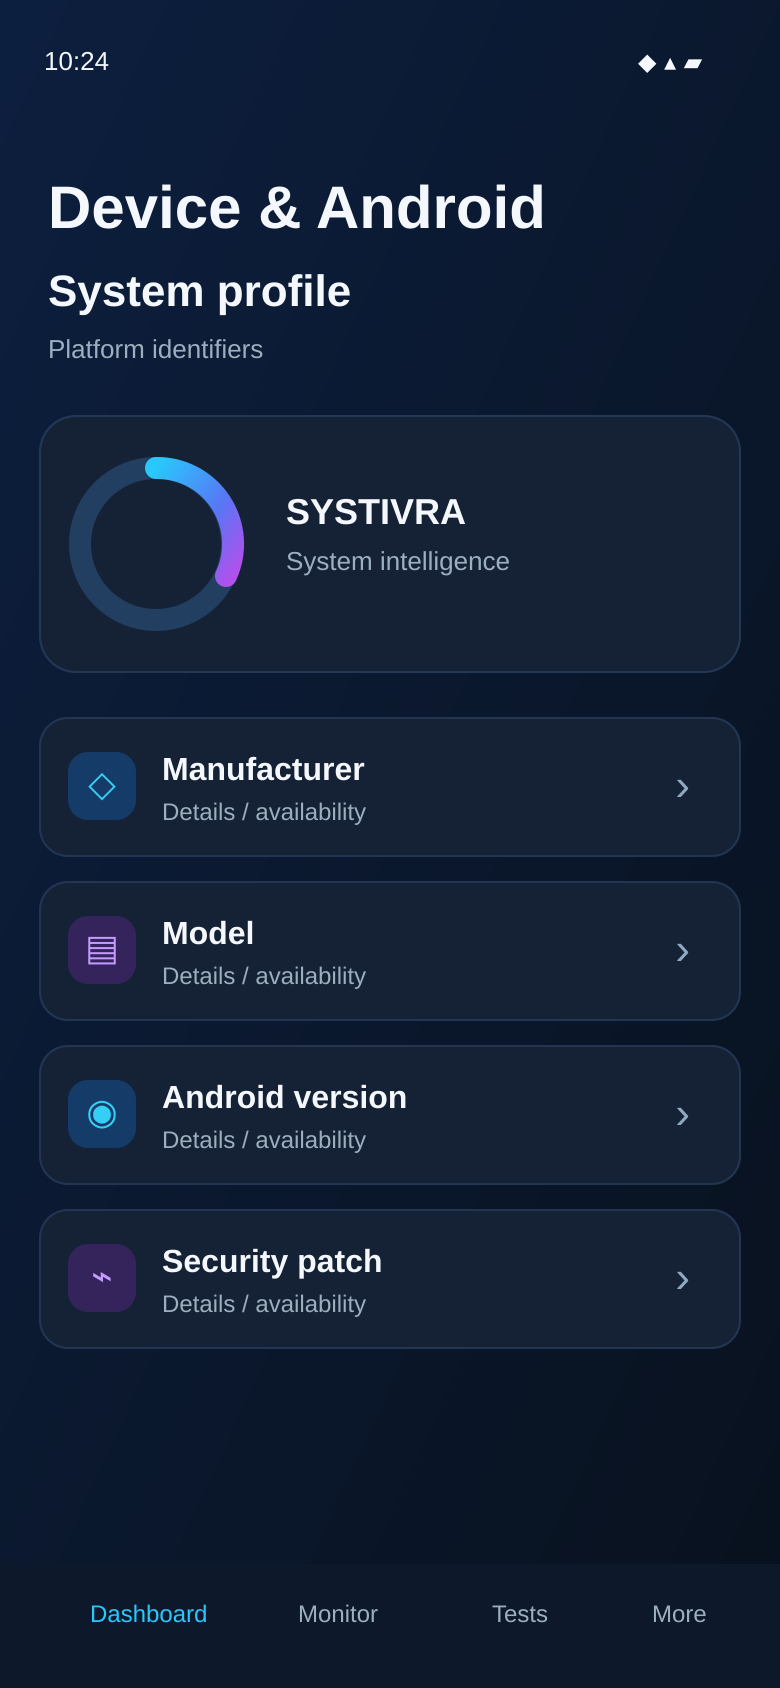 10:24
Device & Android
System profile
Platform identifiers
SYSTIVRA
System intelligence
Manufacturer
Details / availability
Model
Details / availability
Android version
Details / availability
Security patch
Details / availability
Dashboard Monitor Tests More